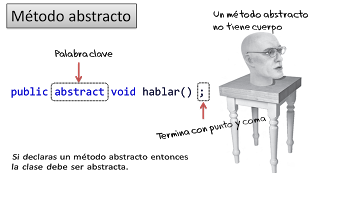 Método abstracto
Un método abstracto
no tiene cuerpo
Palabra clave
public abstract void hablar() ;
Termina con punto y coma
Si declaras un método abstracto entonces
la clase debe ser abstracta.